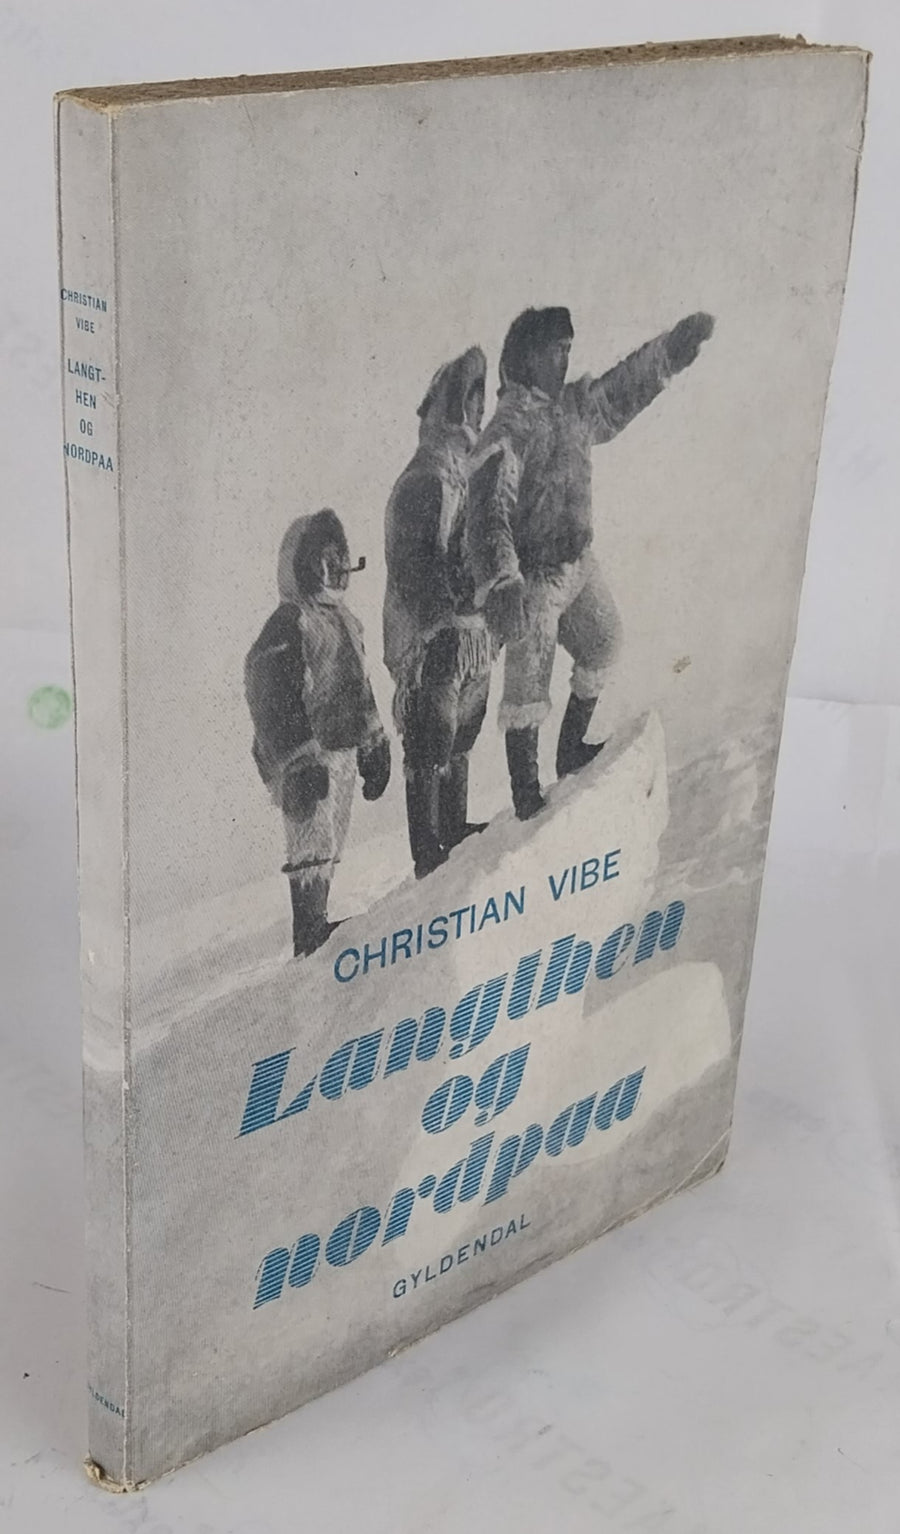 CHRISTIAN
VIBE
LANGT-
HEN
OG
NORDPAA
GYLDENDAL
CHRISTIAN VIBE
Langthen
og
nordpaa
GYLDENDAL